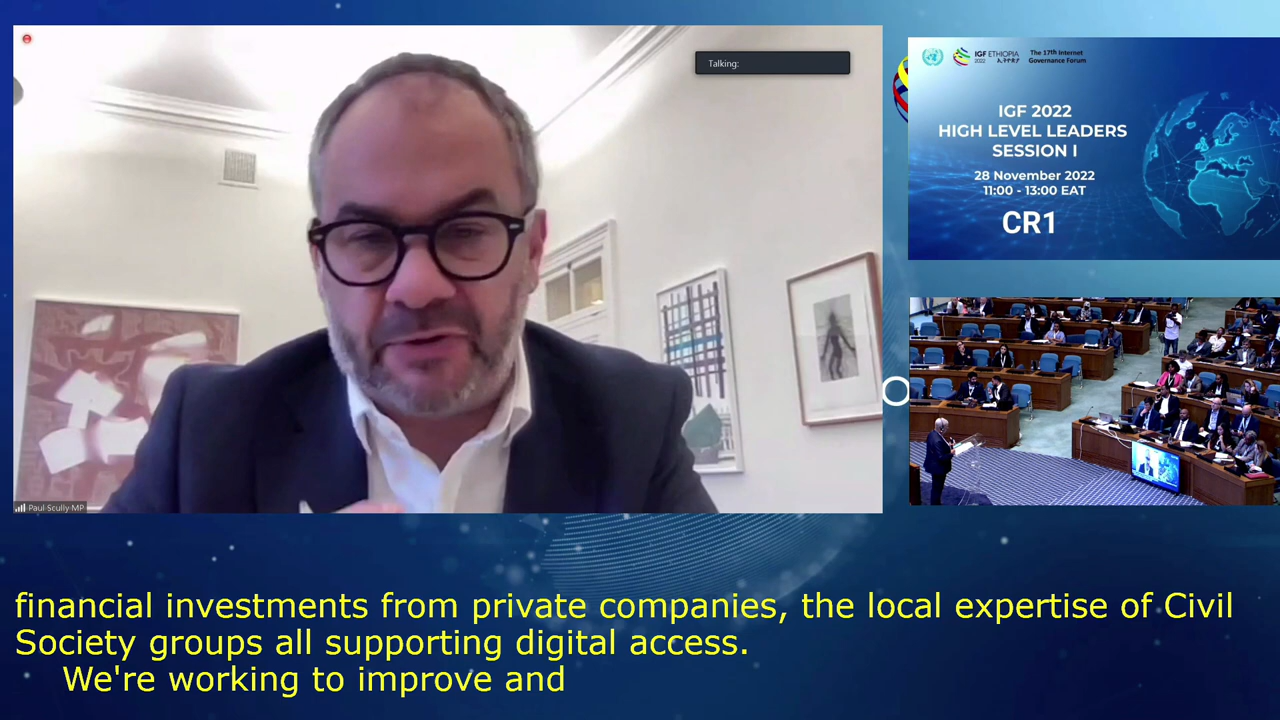 Talking:
Paul Scully MP
IGF ETHIOPIA
2022 ኢትዮጵያ
The 17th Internet
Governance Forum
IGF 2022
HIGH LEVEL LEADERS
SESSION I
28 November 2022
11:00 - 13:00 EAT
CR1
financial investments from private companies, the local expertise of Civil
Society groups all supporting digital access.
We're working to improve and